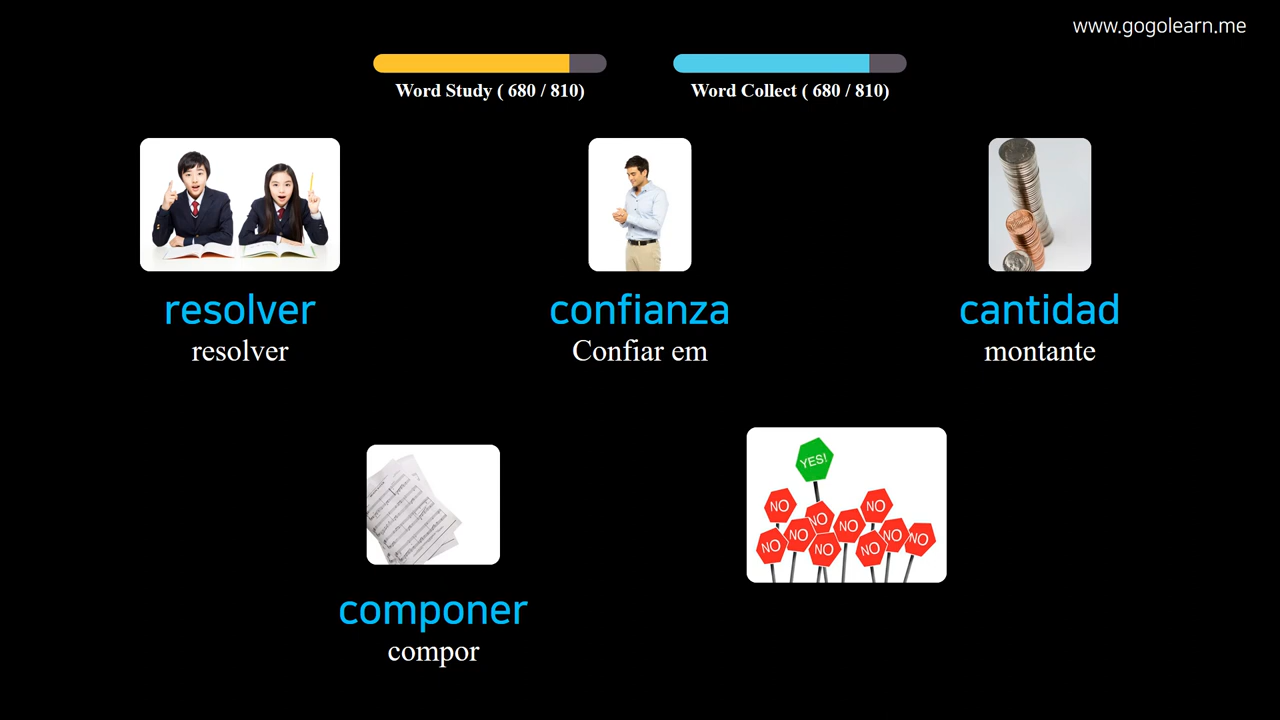 www.gogolearn.me
Word Study ( 680 / 810)
Word Collect ( 680 / 810)
resolver
resolver
confianza
Confiar em
cantidad
montante
componer
compor
YES!
NO
NO
NO
NO
NO
NO
NO
NO
NO
NO